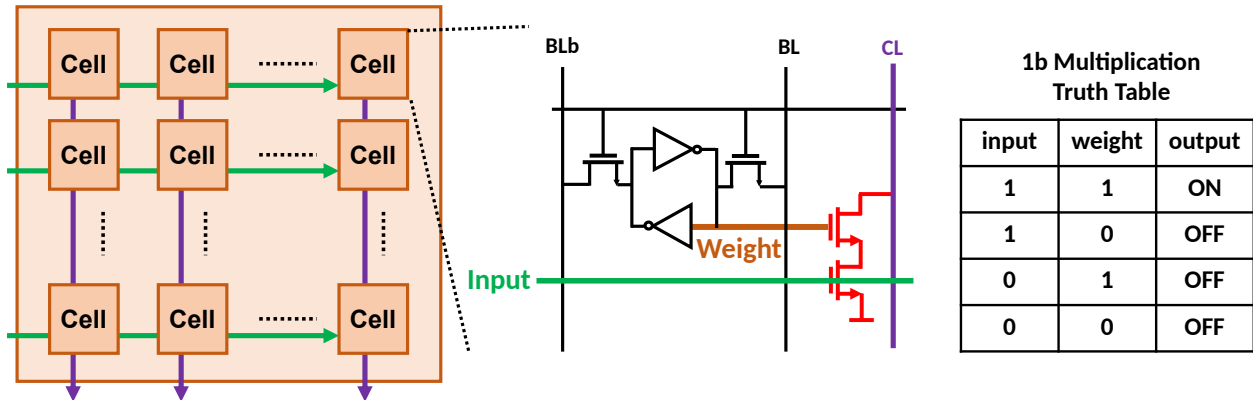 Cell Cell Cell
Cell Cell Cell
Cell Cell Cell
BLb BL CL
Weight
Input
1b Multiplication
Truth Table
input weight output
1 1 ON
1 0 OFF
0 1 OFF
0 0 OFF